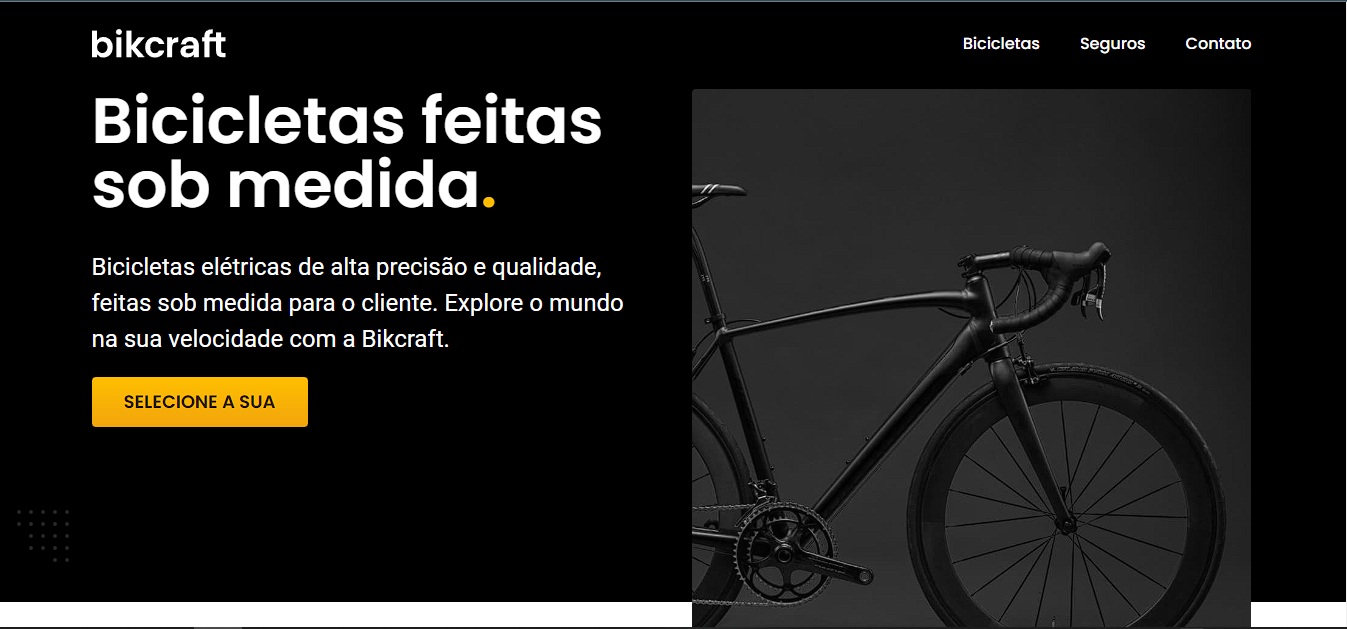 bikcraft
Bicicletas Seguros Contato
Bicicletas feitas
sob medida.
Bicicletas elétricas de alta precisão e qualidade,
feitas sob medida para o cliente. Explore o mundo
na sua velocidade com a Bikcraft.
SELECIONE A SUA